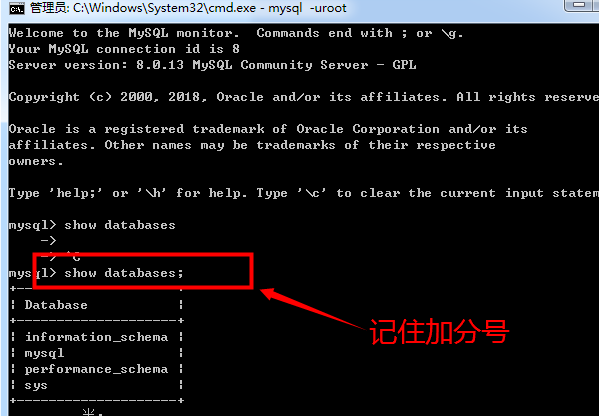 管理员: C:\Windows\System32\cmd.exe - mysql -uroot
Welcome to the MySQL monitor. Commands end with ; or \g.
Your MySQL connection id is 8
Server version: 8.0.13 MySQL Community Server - GPL
Copyright (c) 2000, 2018, Oracle and/or its affiliates. All rights reserve
Oracle is a registered trademark of Oracle Corporation and/or its
affiliates. Other names may be trademarks of their respective
owners.
Type 'help;' or '\h' for help. Type '\c' to clear the current input statem
mysql> show databases
->
-> ^C
mysql> show databases;
+--------------------+
| Database |
+--------------------+
| information_schema |
| mysql |
| performance_schema |
| sys |
+--------------------+
记住加分号